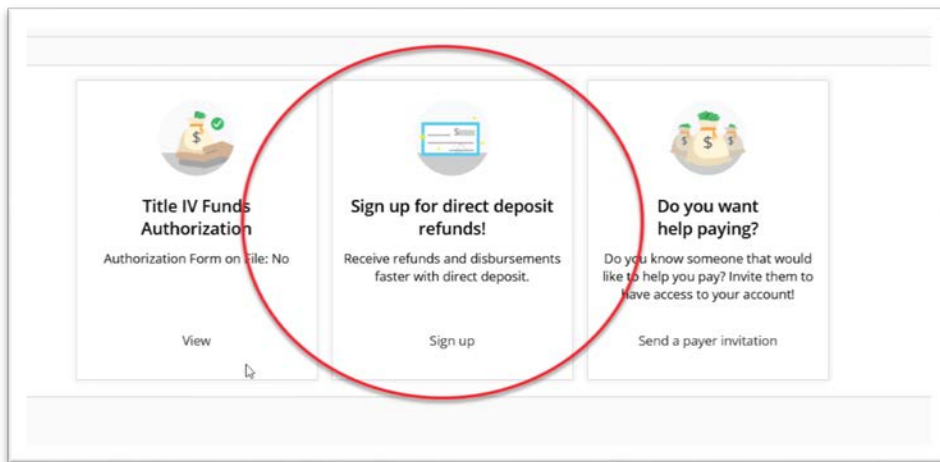 Title IV Funds
Authorization
Authorization Form on File: No
View
Sign up for direct deposit
refunds!
Receive refunds and disbursements
faster with direct deposit.
Sign up
Do you want
help paying?
Do you know someone that would
like to help you pay? Invite them to
have access to your account!
Send a payer invitation